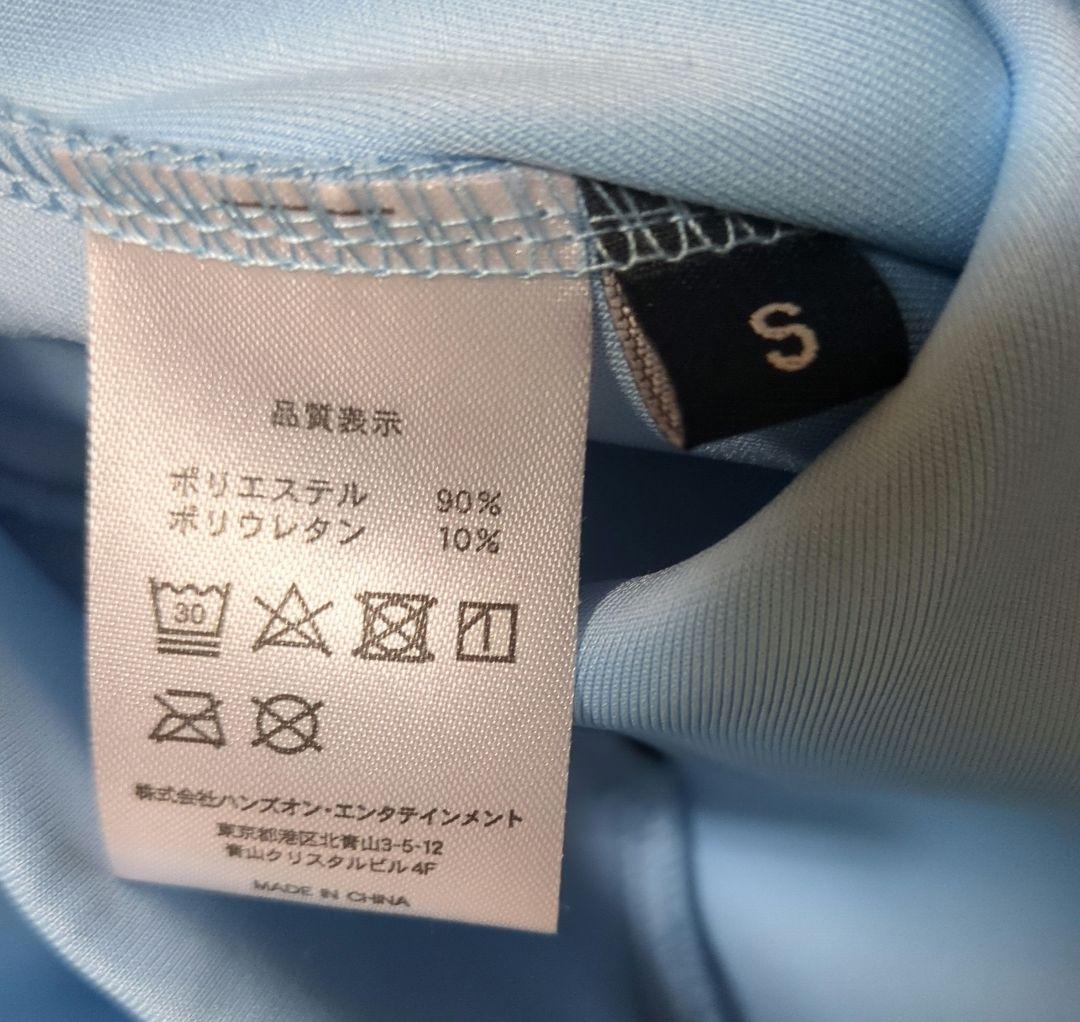 S
品質表示
ポリエステル 90%
ポリウレタン 10%
30
株式会社ハンズオン・エンタテインメント
東京都港区北青山3-5-12
青山クリスタルビル4F
MADE IN CHINA